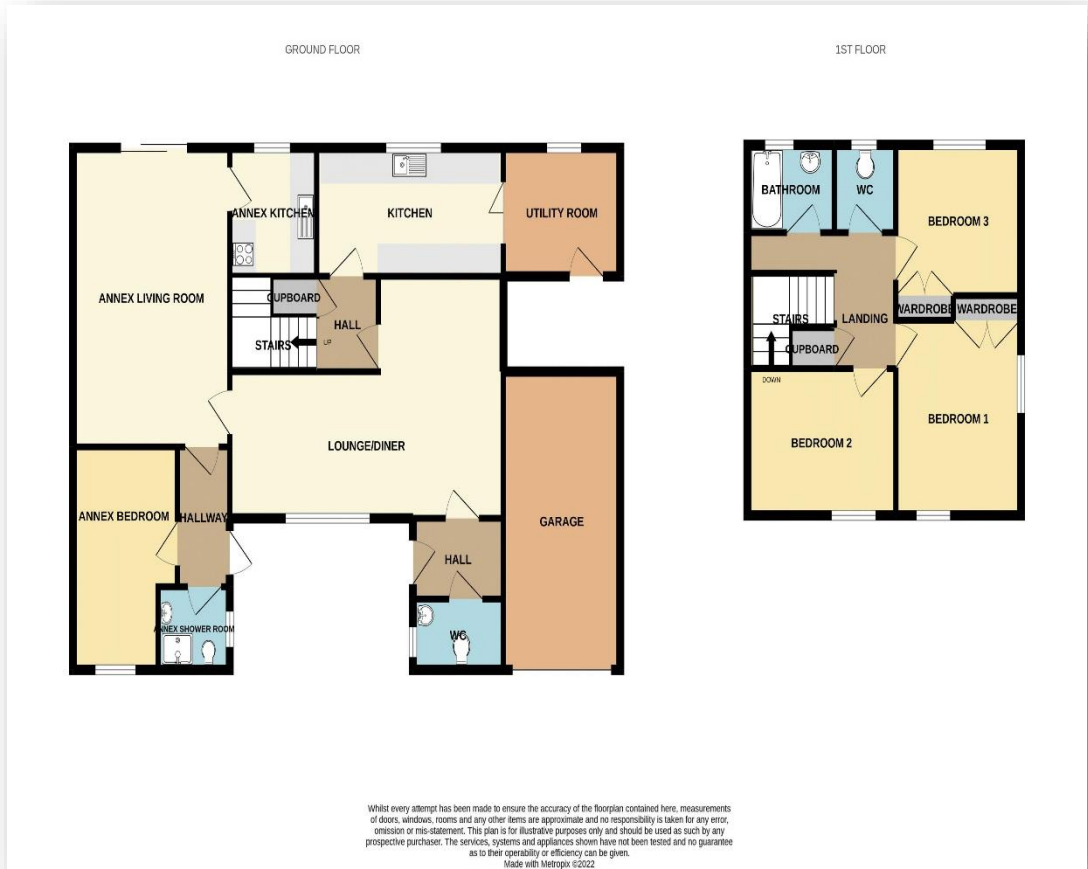 GROUND FLOOR
1ST FLOOR
ANNEX KITCHEN
KITCHEN
UTILITY ROOM
ANNEX LIVING ROOM
CUPBOARD
HALL
STAIRS
UP
LOUNGE/DINER
ANNEX BEDROOM
HALLWAY
GARAGE
HALL
ANNEX SHOWER ROOM
WC
BATHROOM
WC
BEDROOM 3
WARDROBE
WARDROBE
STAIRS
LANDING
CUPBOARD
DOWN
BEDROOM 1
BEDROOM 2
Whilst every attempt has been made to ensure the accuracy of the floorplan contained here, measurements
of doors, windows, rooms and any other items are approximate and no responsibility is taken for any error,
omission or mis-statement. This plan is for illustrative purposes only and should be used as such by any
prospective purchaser. The services, systems and appliances shown have not been tested and no guarantee
as to their operability or efficiency can be given.
Made with Metropix ©2022